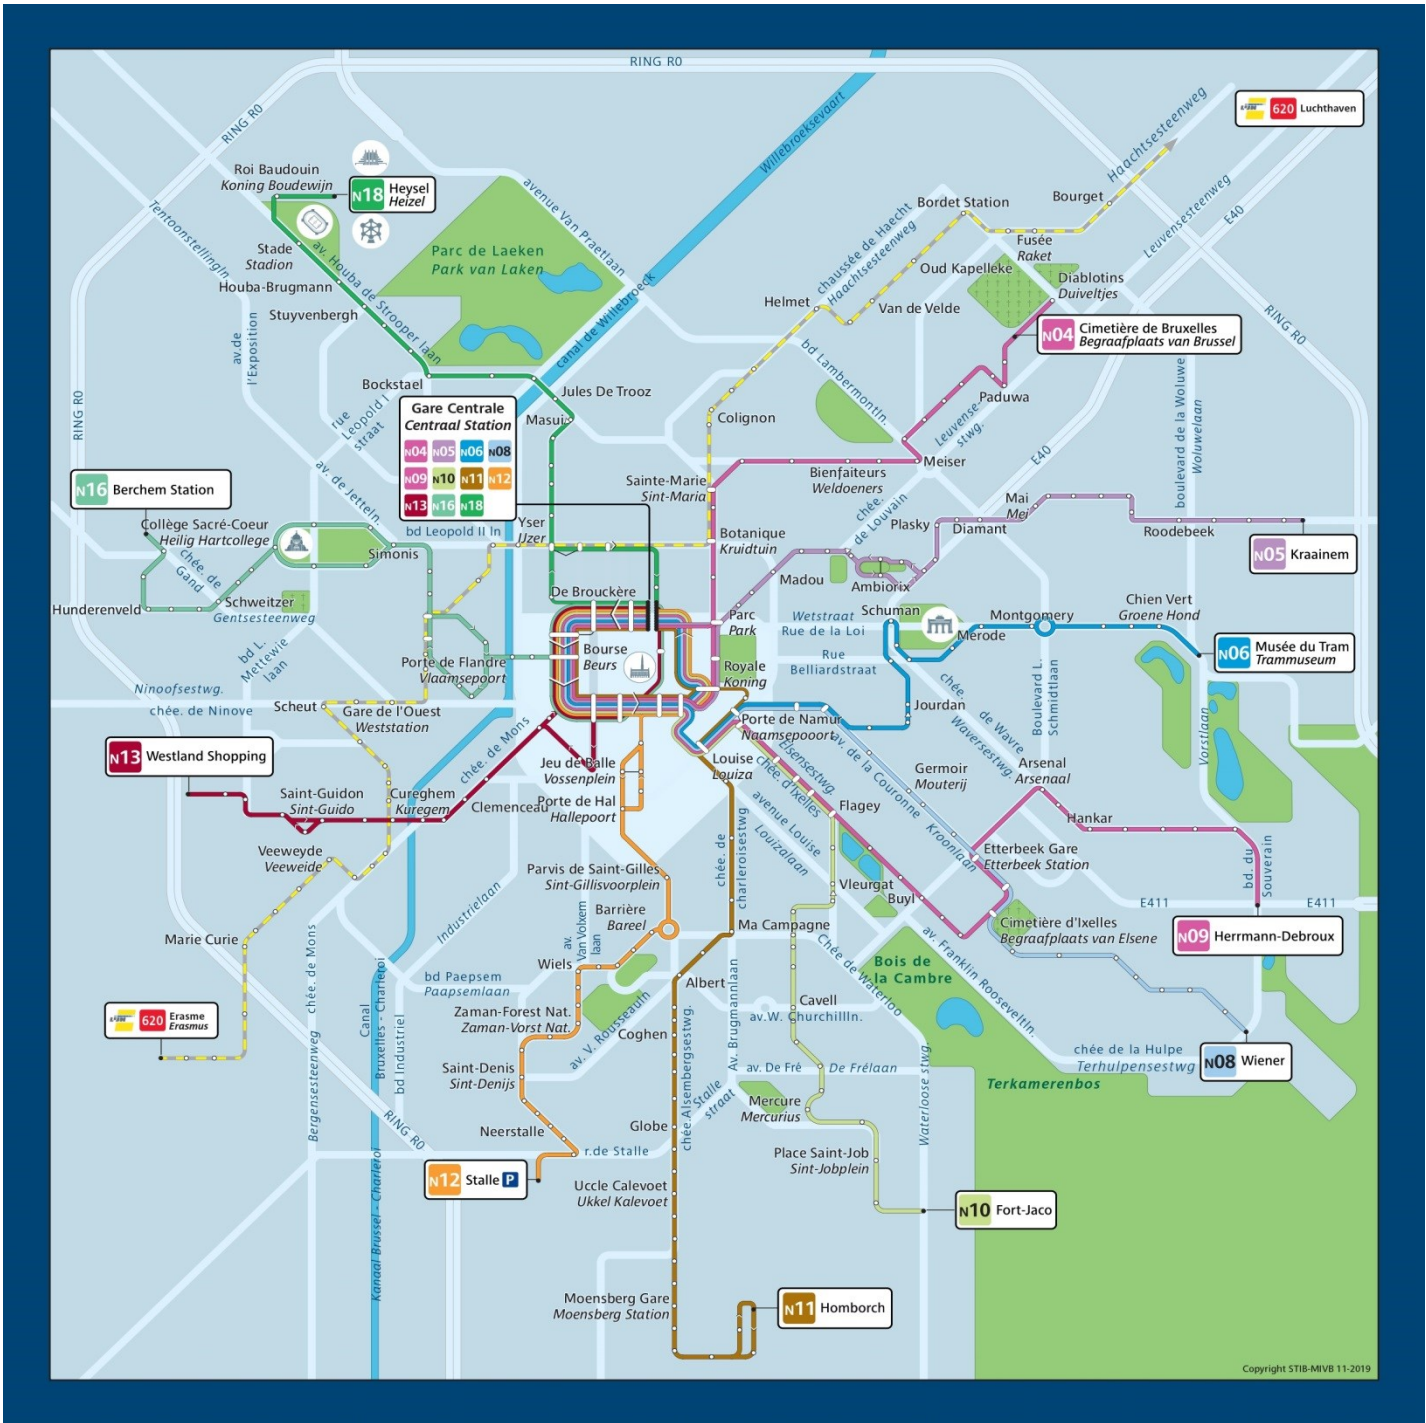 RING R0
Willebroeksevaart
Haachtsesteenweg
620 Luchthaven
RING R0
Roi Baudouin
Koning Boudewijn
N18 Heysel
Heizel
avenue Van Praetlaan
Leuvensesteenweg
E40
Bourget
Bordet Station
Tentoonstellingln
Stade
Stadion
av. Houba de Strooper laan
Parc de Laeken
Park van Laken
chaussée de Haecht
Haachtsesteenweg
Fusée
Raket
Oud Kapelleke
Diablotins
Duiveltjes
Houba-Brugmann
Stuyvenbergh
canal de Willebroeck
Helmet
Van de Velde
RING R0
N04 Cimetière de Bruxelles
Begraafplaats van Brussel
av.de
l'Exposition
bd Lambermontln.
boulevard de la Woluwe
Woluwelaan
RING R0
Bockstael
Jules De Trooz
rue
Leopold I
straat
Paduwa
Leuvense-
stwg.
Gare Centrale
Centraal Station
N04 N05 N06 N08
N09 N10 N11 N12
N13 N16 N18
Masui
Colignon
E40
Meiser
Bienfaiteurs
Weldoeners
av. de Jetteln.
N16 Berchem Station
Sainte-Marie
Sint-Maria
chée.
de Louvain
Mai
Mei
Plasky
Diamant
Roodebeek
Collège Sacré-Coeur
Heilig Hartcollege
bd Leopold II ln
Yser
IJzer
Botanique
Kruidtuin
N05 Kraainem
Simonis
chée. de
Gand
Madou
Ambiorix
De Brouckère
Hunderenveld
Schweitzer
Gentsesteenweg
Parc
Park
Wetstraat
Rue de la Loi
Schuman
Merode
Montgomery
Chien Vert
Groene Hond
N06 Musée du Tram
Trammuseum
bd L.
Mettewie
laan
Porte de Flandre
Vlaamsepoort
Bourse
Beurs
Royale
Koning
Rue
Belliardstraat
Ninoofsestwg.
chée. de Ninove
Scheut
Gare de l'Ouest
Weststation
Jourdan
chée.
de Wavre
Waversestwg.
Boulevard L.
Schmidtlaan
Vorstlaan
Porte de Namur
Naamsepooort
N13 Westland Shopping
chée. de Mons
Jeu de Balle
Vossenplein
Louise
Louiza
Elsensestwg.
chée. d'Ixelles
av. de la Couronne
Kroonlaan
Germoir
Mouterij
Arsenal
Arsenaal
Saint-Guidon
Sint-Guido
Cureghem
Kuregem
Clemenceau
Porte de Hal
Hallepoort
avenue Louise
Louizalaan
Flagey
Hankar
Veeweyde
Veeweide
chée. de
charleroisestwg
Etterbeek Gare
Etterbeek Station
bd. du
Souverain
Parvis de Saint-Gilles
Sint-Gillisvoorplein
Vleurgat
Buyl
E411
E411
Industrielaan
Barrière
Bareel
av.
Van Volxem
laan
Ma Campagne
Cimetière d'Ixelles
Begraafplaats van Elsene
N09 Herrmann-Debroux
Marie Curie
chée. de Mons
Bergensesteenweg
Wiels
Chée de Waterloo
Bois de
la Cambre
av. Franklin Rooseveltln.
bd Paepsem
Paapsemlaan
Albert
620 Erasme
Erasmus
Canal
Bruxelles - Charleroi
bd Industriel
Zaman-Forest Nat.
Zaman-Vorst Nat.
av. V. Rousseauln
Coghen
Av. Brugmannlaan
Cavell
av.W. Churchillln.
N08 Wiener
chée de la Hulpe
Terhulpensestwg
Saint-Denis
Sint-Denijs
chée.Alsembergsestwg.
av. De Fré
De Frélaan
Terkamerenbos
Stalle
straat
Mercure
Mercurius
Waterloose stwg.
RING R0
Neerstalle
Globe
r.de Stalle
Place Saint-Job
Sint-Jobplein
N12 Stalle P
Uccle Calevoet
Ukkel Kalevoet
N10 Fort-Jaco
Kanaal Brussel - Charleroi
Moensberg Gare
Moensberg Station
N11 Homborch
Copyright STIB-MIVB 11-2019